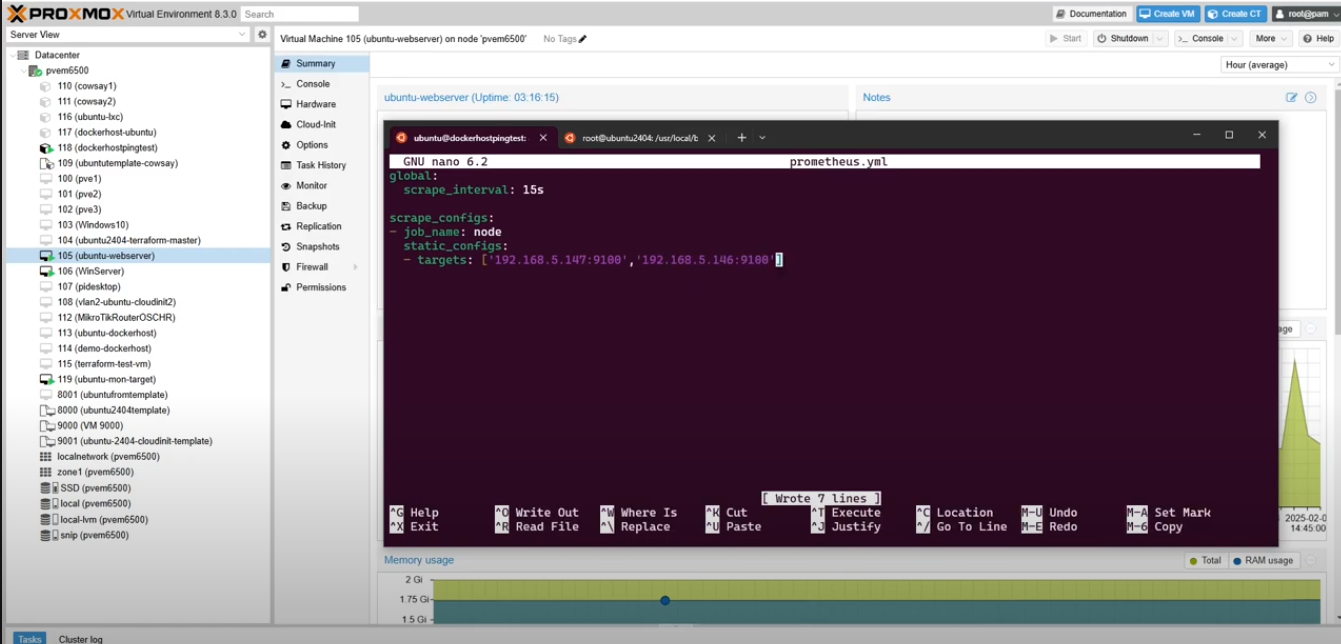 PROXMOX Virtual Environment 8.3.0 Search Documentation Create VM Create CT root@pam
Server View
Virtual Machine 105 (ubuntu-webserver) on node 'pvem6500' No Tags Start Shutdown Console More Help
Datacenter
pvem6500
110 (cowsay1)
111 (cowsay2)
116 (ubuntu-lxc)
117 (dockerhost-ubuntu)
118 (dockerhostpingtest)
109 (ubuntutemplate-cowsay)
100 (pve1)
101 (pve2)
102 (pve3)
103 (Windows10)
104 (ubuntu2404-terraform-master)
105 (ubuntu-webserver)
106 (WinServer)
107 (pidesktop)
108 (vlan2-ubuntu-cloudinit2)
112 (MikroTikRouterOSCHR)
113 (ubuntu-dockerhost)
114 (demo-dockerhost)
115 (terraform-test-vm)
119 (ubuntu-mon-target)
8001 (ubuntufromtemplate)
8000 (ubuntu2404template)
9000 (VM 9000)
9001 (ubuntu-2404-cloudinit-template)
localnetwork (pvem6500)
zone1 (pvem6500)
SSD (pvem6500)
local (pvem6500)
local-lvm (pvem6500)
snip (pvem6500)
Summary
>_ Console
Hardware
Cloud-Init
Options
Task History
Monitor
Backup
Replication
Snapshots
Firewall
Permissions
Hour (average)
ubuntu-webserver (Uptime: 03:16:15)
Notes
ubuntu@dockerhostpingtest: root@ubuntu2404: /usr/local/b
GNU nano 6.2 prometheus.yml
global:
scrape_interval: 15s
scrape_configs:
- job_name: node
static_configs:
- targets: ['192.168.5.147:9100','192.168.5.146:9100']
[ Wrote 7 lines ]
^G Help ^O Write Out ^W Where Is ^K Cut ^T Execute ^C Location M-U Undo M-A Set Mark
^X Exit ^R Read File ^\ Replace ^U Paste ^J Justify ^/ Go To Line M-E Redo M-6 Copy
age
2025-02-0
14:45:00
Memory usage
Total RAM usage
2 Gi
1.75 Gi
1.5 Gi
Tasks Cluster log